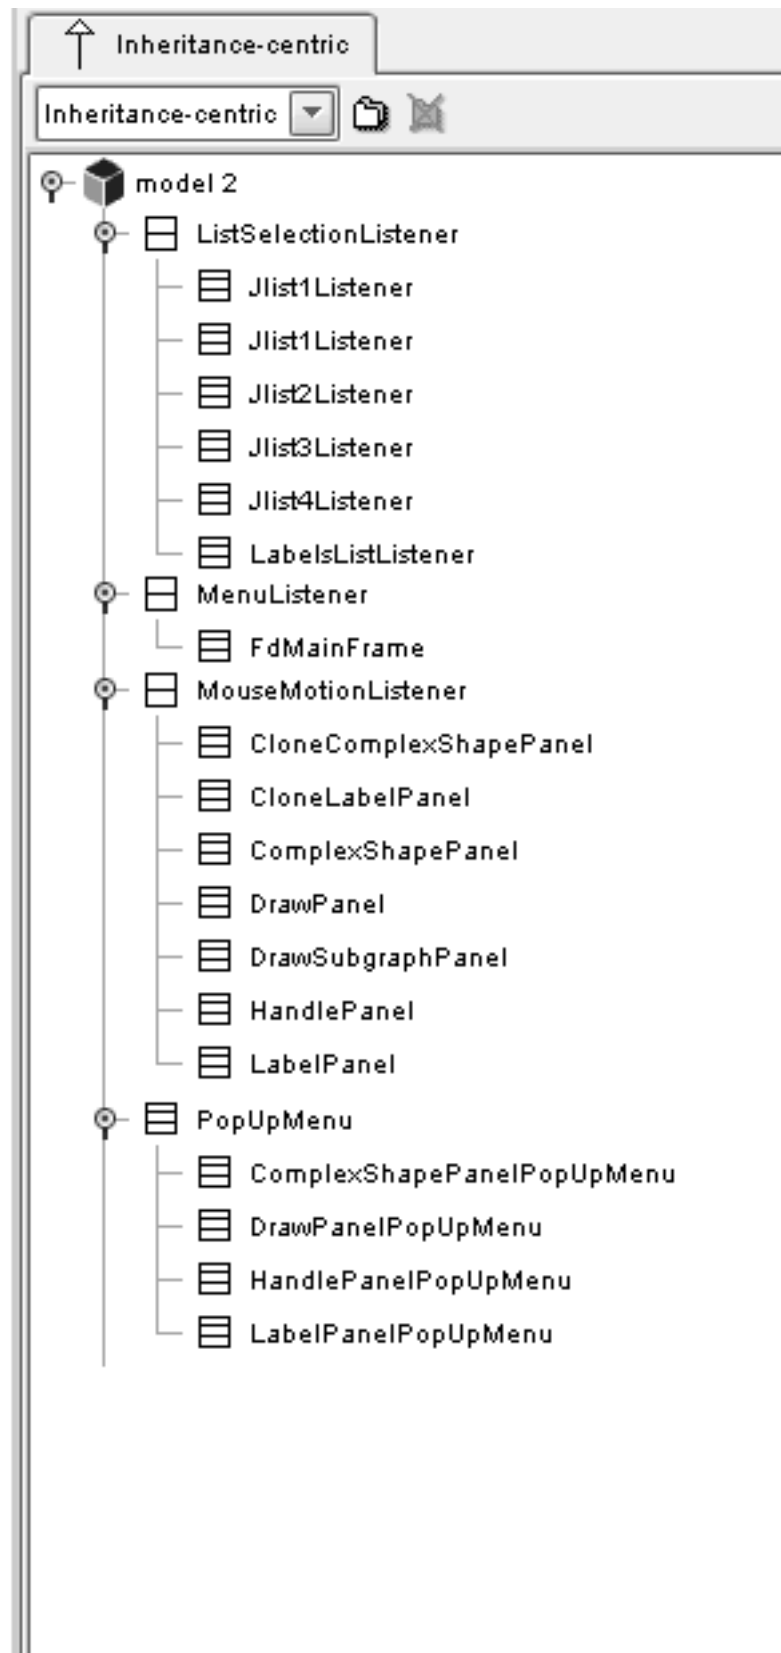 Inheritance-centric
Inheritance-centric
model 2
ListSelectionListener
Jlist1Listener
Jlist1Listener
Jlist2Listener
Jlist3Listener
Jlist4Listener
LabelsListListener
MenuListener
FdMainFrame
MouseMotionListener
CloneComplexShapePanel
CloneLabelPanel
ComplexShapePanel
DrawPanel
DrawSubgraphPanel
HandlePanel
LabelPanel
PopUpMenu
ComplexShapePanelPopUpMenu
DrawPanelPopUpMenu
HandlePanelPopUpMenu
LabelPanelPopUpMenu